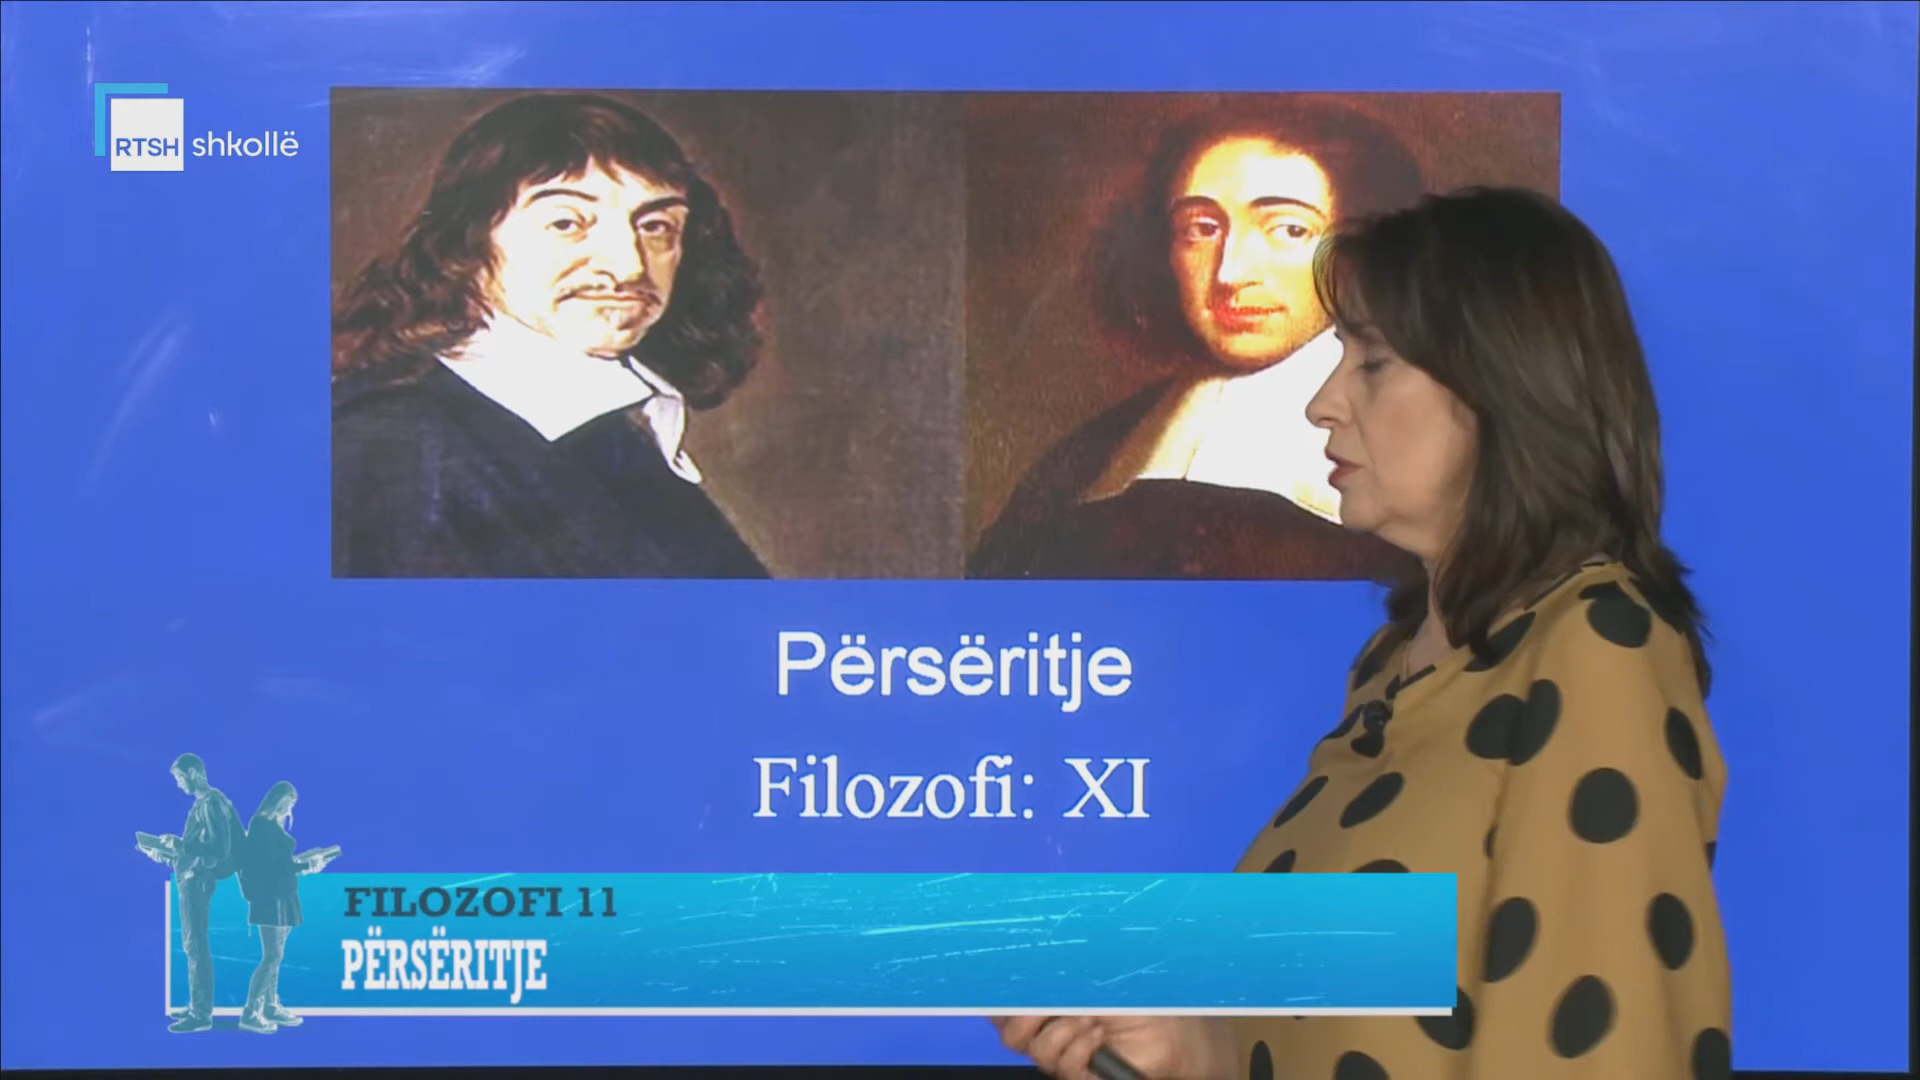 RTSH shkollë
Përsëritje
Filozofi: XI
FILOZOFI 11
PËRSËRITJE